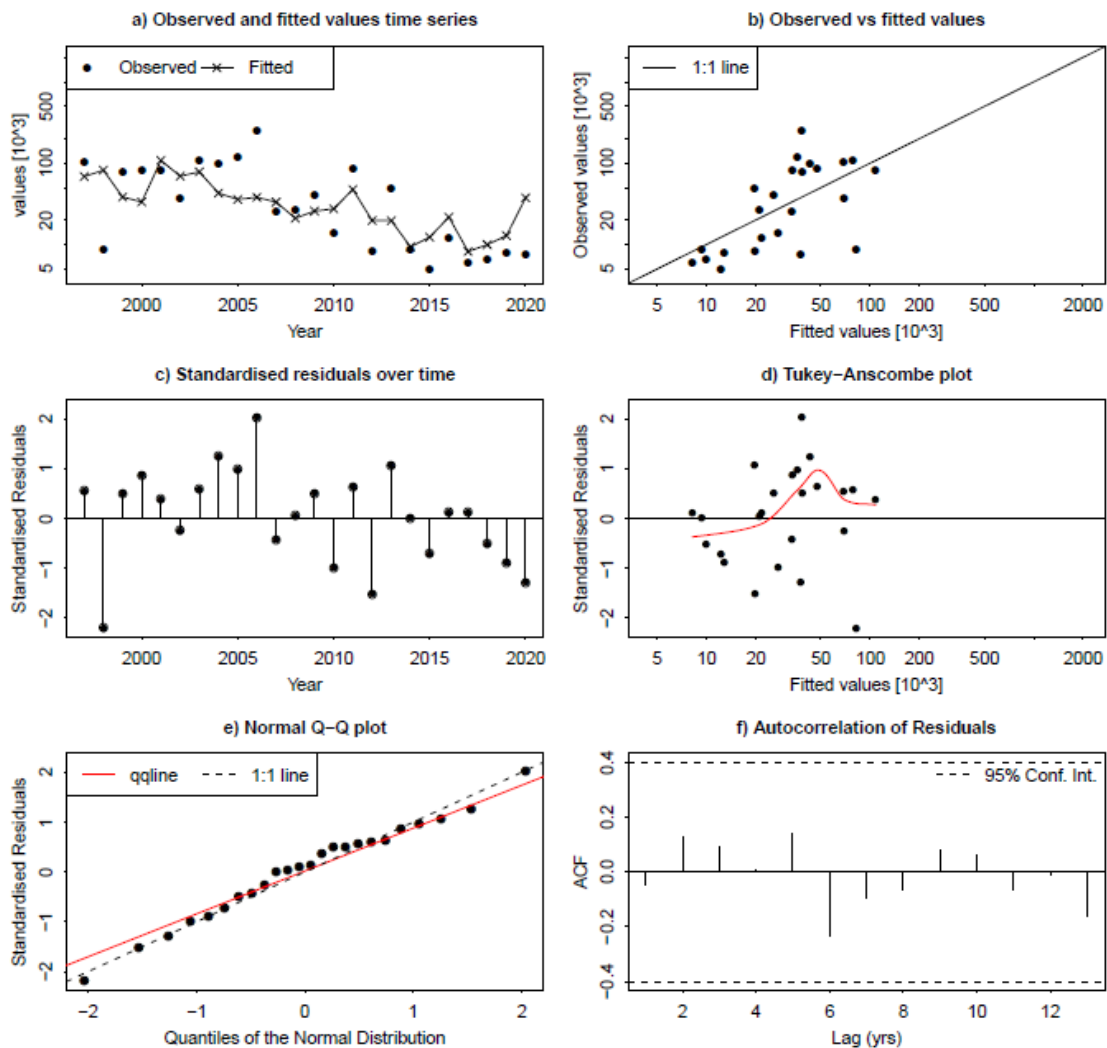 a) Observed and fitted values time series
Observed Fitted
values [10^3]
500
100
20
5
2000 2005 2010 2015 2020
Year
b) Observed vs fitted values
1:1 line
Observed values [10^3]
500
100
20
5
5 10 20 50 100 200 500 2000
Fitted values [10^3]
c) Standardised residuals over time
Standardised Residuals
2
1
0
−1
−2
2000 2005 2010 2015 2020
Year
d) Tukey−Anscombe plot
Standardised Residuals
2
1
0
−1
−2
5 10 20 50 100 200 500 2000
Fitted values [10^3]
e) Normal Q−Q plot
qqline 1:1 line
Standardised Residuals
2
1
0
−1
−2
−2 −1 0 1 2
Quantiles of the Normal Distribution
f) Autocorrelation of Residuals
95% Conf. Int.
ACF
0.4
0.2
0.0
−0.2
−0.4
2 4 6 8 10 12
Lag (yrs)